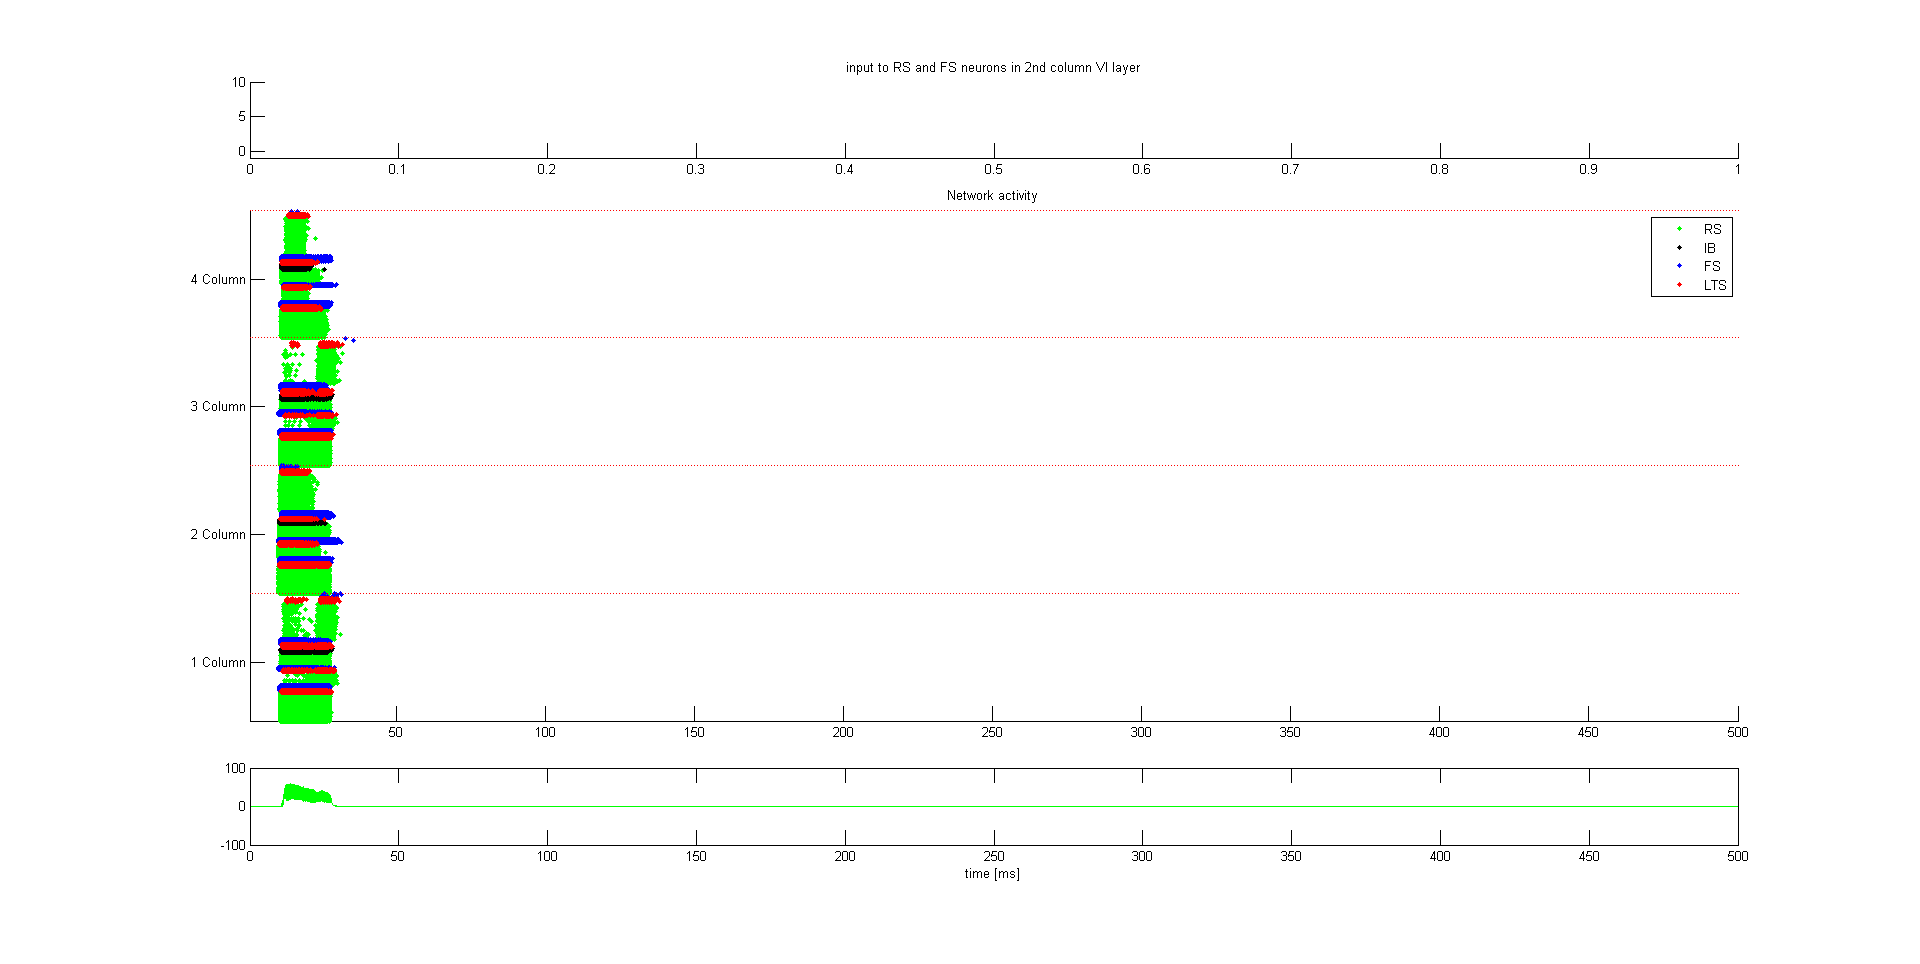 input to RS and FS neurons in 2nd column VI layer
10
5
0
0 0.1 0.2 0.3 0.4 0.5 0.6 0.7 0.8 0.9 1
Network activity
RS
IB
FS
LTS
4 Column
3 Column
2 Column
1 Column
50 100 150 200 250 300 350 400 450 500
100
0
-100
0 50 100 150 200 250 300 350 400 450 500
time [ms]